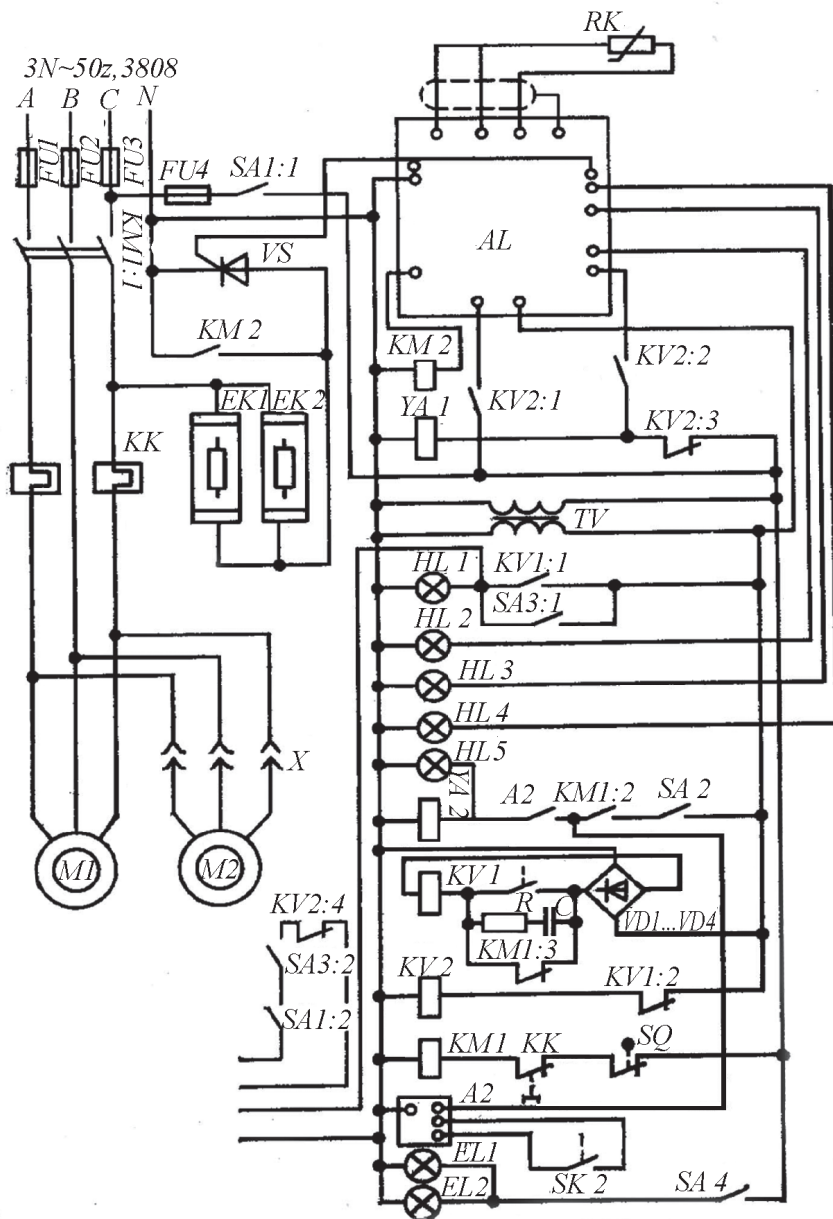 RK
3N~50z,3808
A B C N
FU1
FU2
FU3
FU4
SA1:1
KM1:1
VS
AL
KM 2
KM 2
KV2:2
EK1
EK 2
YA 1
KV2:1
KV2:3
KK
TV
HL 1
KV1:1
SA3:1
HL 2
HL 3
HL 4
X
HL5
YA 2
A2
KM1:2
SA 2
M1
M2
KV 1
R
C
VD1...VD4
KV2:4
KM1:3
SA3:2
KV 2
KV1:2
SA1:2
KM1
KK
SQ
A2
EL1
SK 2
SA 4
EL2